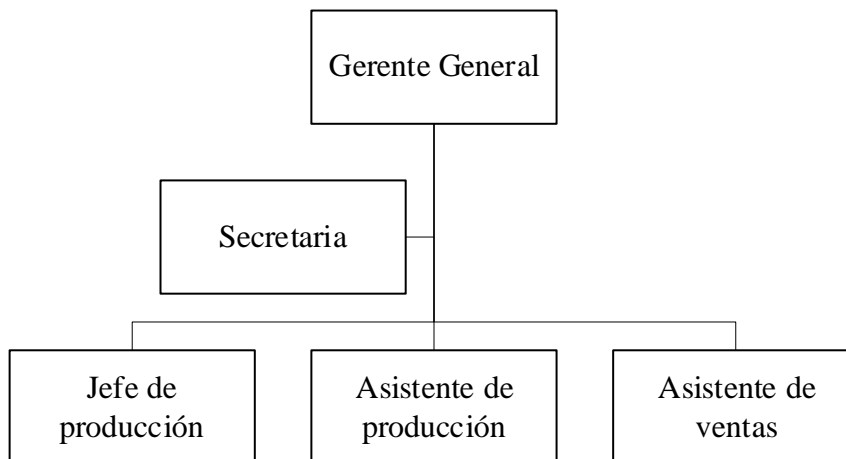 Gerente General
Secretaria
Jefe de
producción
Asistente de
producción
Asistente de
ventas